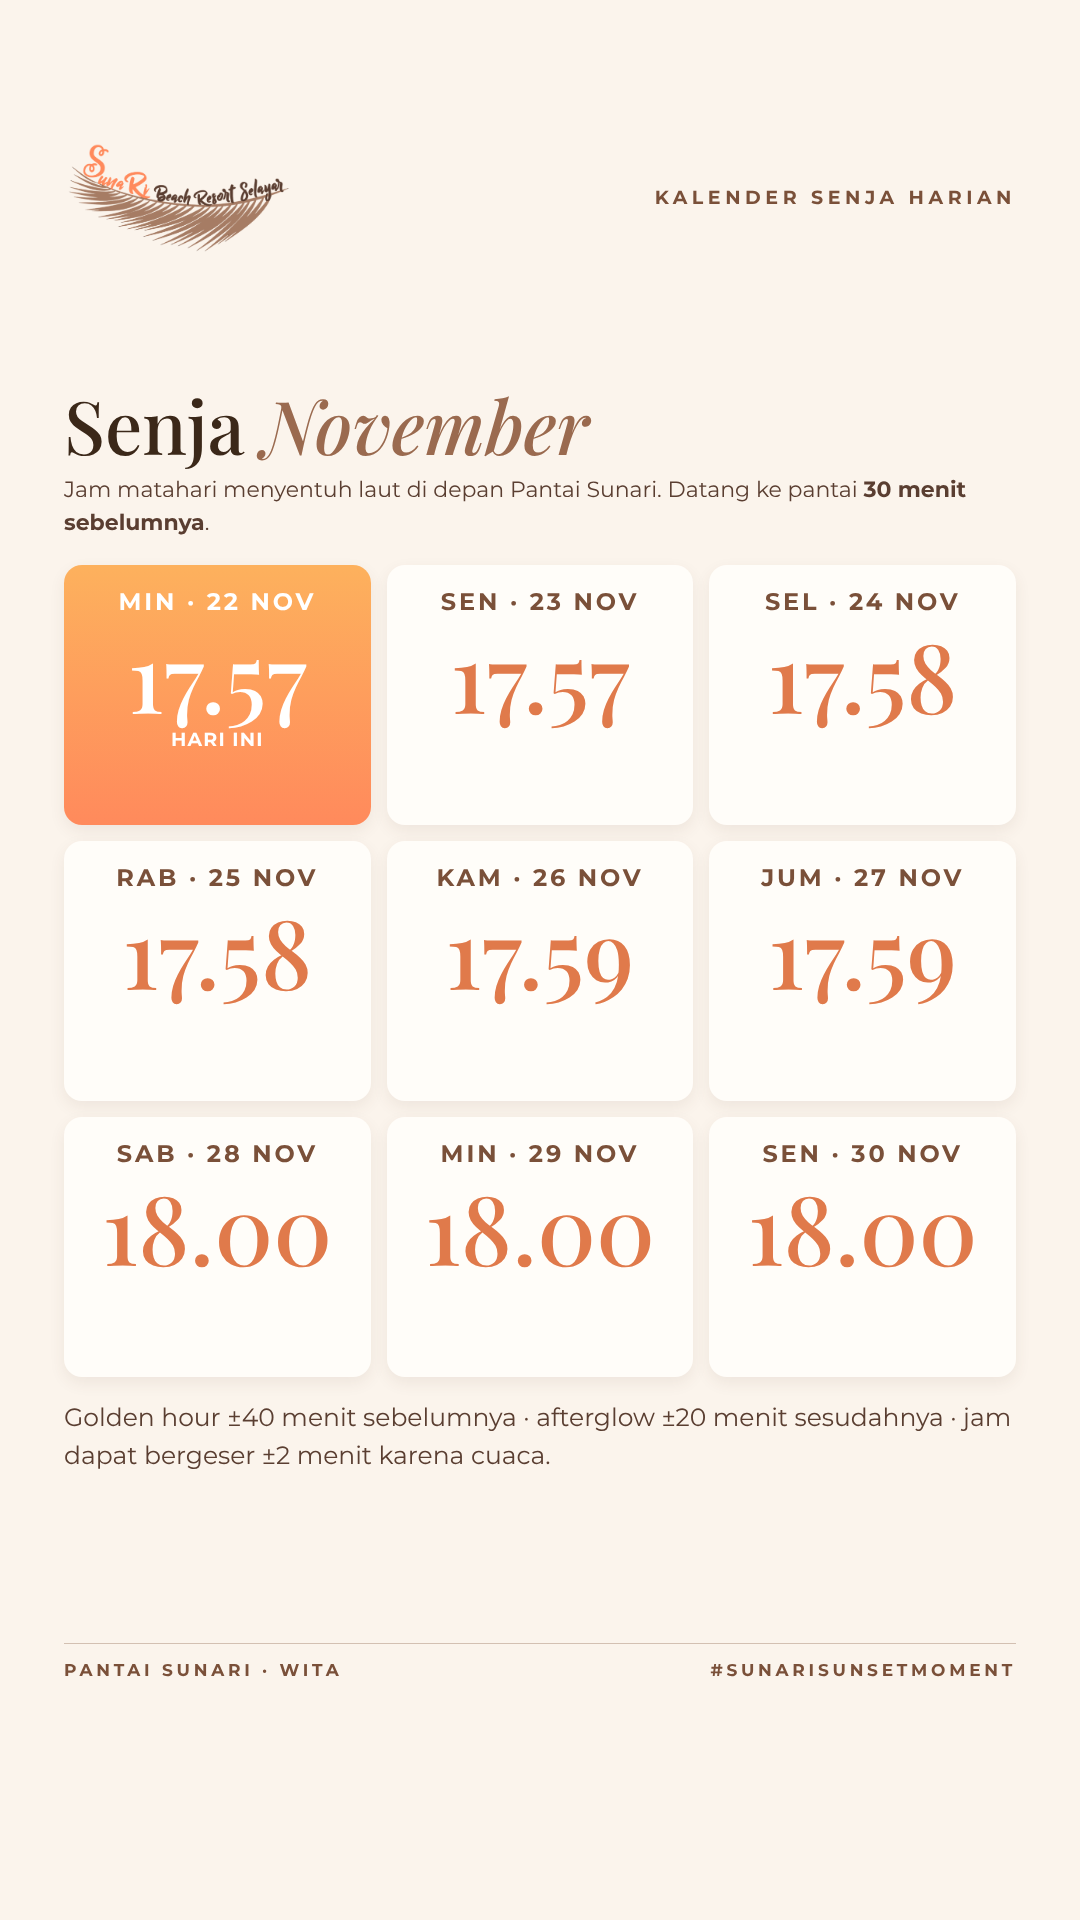 SunaRi Beach Resort Selayar
KALENDER SENJA HARIAN
Senja November
Jam matahari menyentuh laut di depan Pantai Sunari. Datang ke pantai 30 menit
sebelumnya.
MIN · 22 NOV
17.57
HARI INI
SEN · 23 NOV
17.57
SEL · 24 NOV
17.58
RAB · 25 NOV
17.58
KAM · 26 NOV
17.59
JUM · 27 NOV
17.59
SAB · 28 NOV
18.00
MIN · 29 NOV
18.00
SEN · 30 NOV
18.00
Golden hour ±40 menit sebelumnya · afterglow ±20 menit sesudahnya · jam
dapat bergeser ±2 menit karena cuaca.
PANTAI SUNARI · WITA
#SUNARISUNSETMOMENT